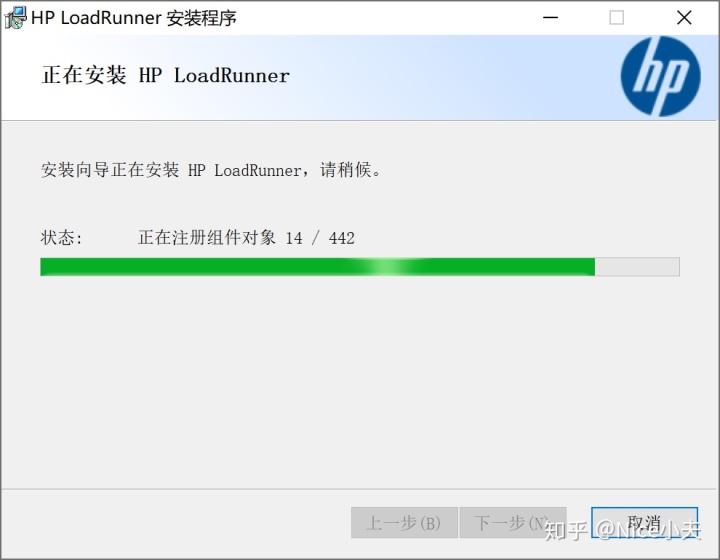 HP LoadRunner 安装程序
正在安装 HP LoadRunner
hp
安装向导正在安装 HP LoadRunner，请稍候。
状态: 正在注册组件对象 14 / 442
上一步(B) 下一步(N) 取消
知乎 @Nice小夫